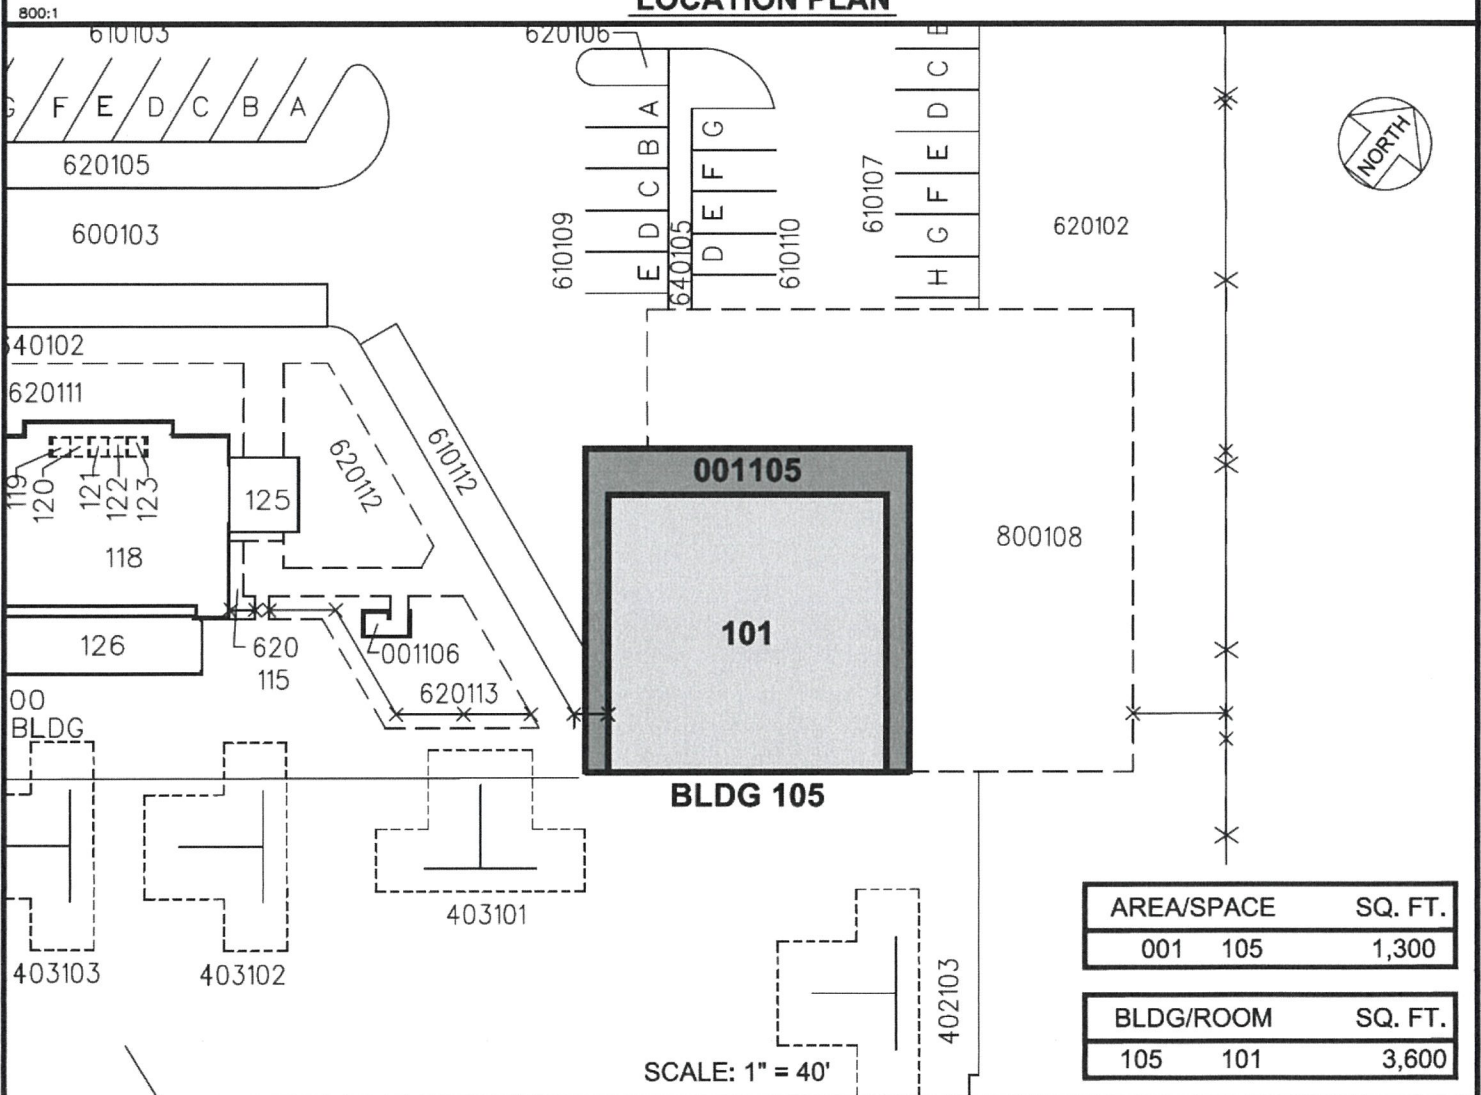 LOCATION PLAN
800:1
610103
F E D C B A
620105
600103
620106
A
B
C
D
E
610109
640105
G
F
E
D
610110
610107
C
D
E
F
G
H
620102
NORTH
640102
620111
119
120
121
122
123
118
125
126
620112
610112
620
115
001106
620113
00
BLDG
001105
101
BLDG 105
800108
403103
403102
403101
402103
SCALE: 1" = 40'
AREA/SPACE SQ. FT.
001 105 1,300
BLDG/ROOM SQ. FT.
105 101 3,600